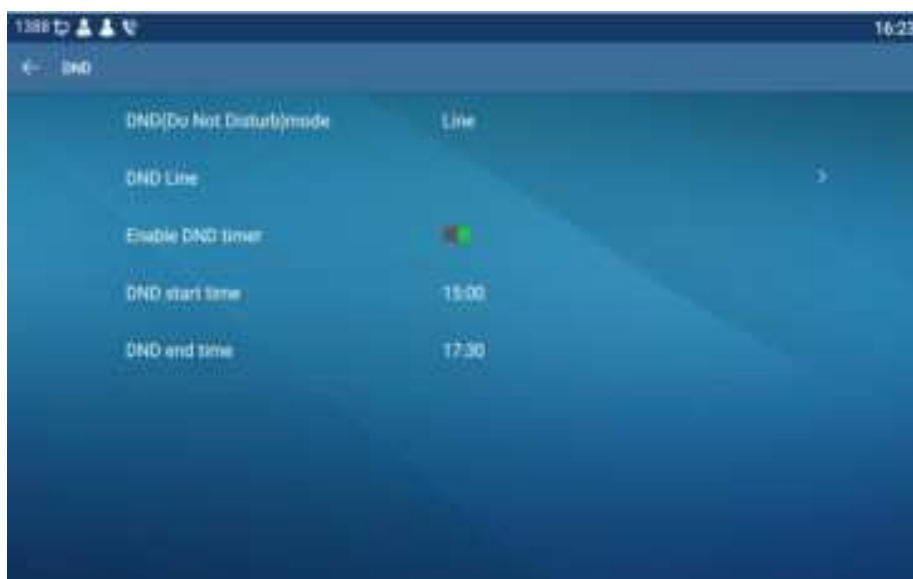 1388 16:23
DND
DND(Do Not Disturb)mode Line
DND Line
Enable DND timer
DND start time 15:00
DND end time 17:30